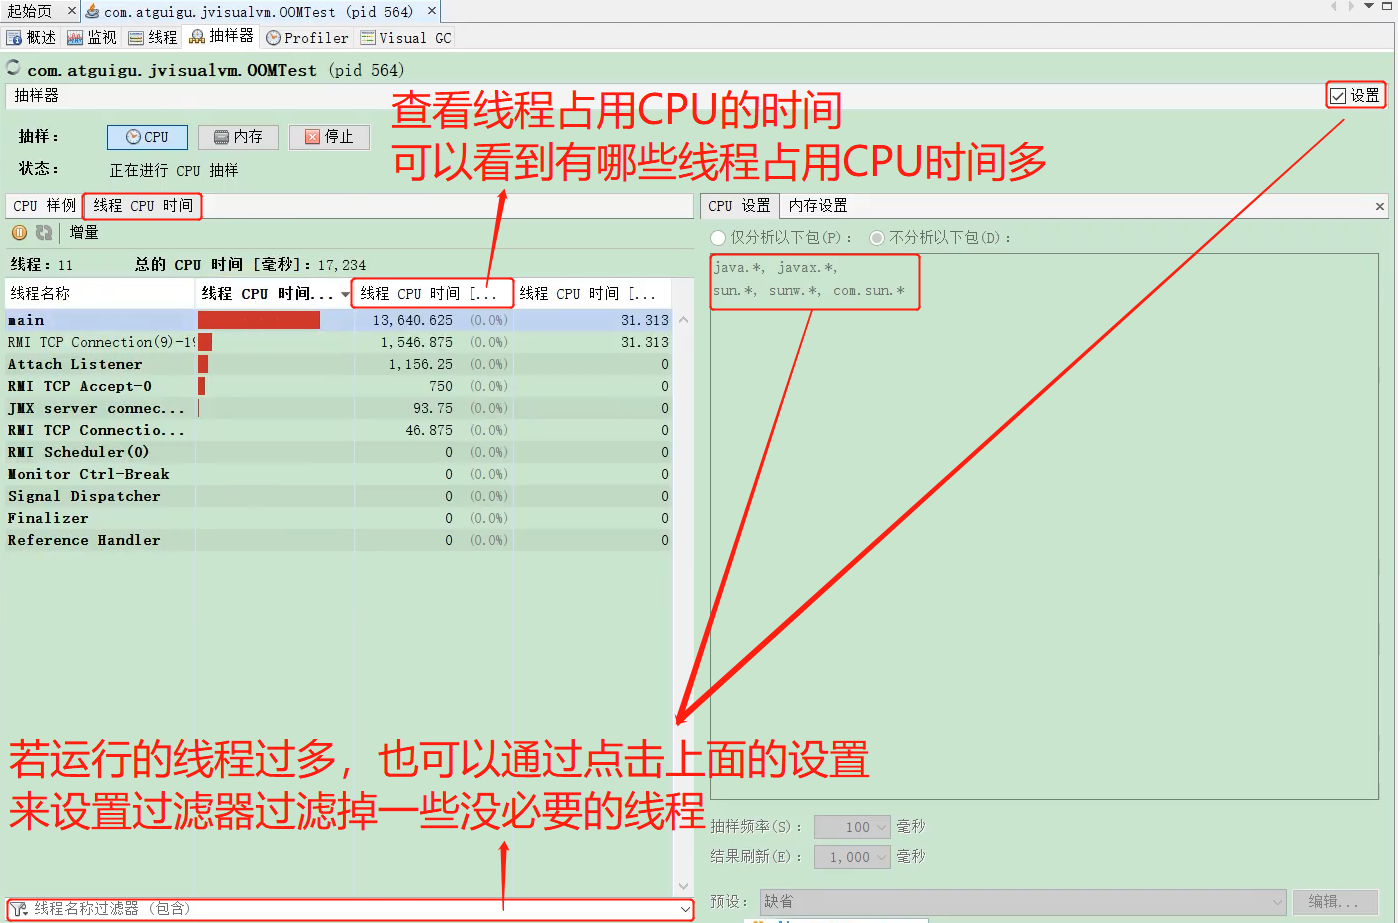 起始页 × com.atguigu.jvisualvm.OOMTest (pid 564) ×
概述 监视 线程 抽样器 Profiler Visual GC
com.atguigu.jvisualvm.OOMTest (pid 564)
抽样器 设置
查看线程占用CPU的时间
可以看到有哪些线程占用CPU时间多
抽样： CPU 内存 停止
状态： 正在进行 CPU 抽样
CPU 样例 线程 CPU 时间
增量
线程：11 总的 CPU 时间 [毫秒]：17,234
线程名称 线程 CPU 时间... 线程 CPU 时间 [... 线程 CPU 时间 [...
main 13,640.625 (0.0%) 31.313
RMI TCP Connection(9)-19 1,546.875 (0.0%) 31.313
Attach Listener 1,156.25 (0.0%) 0
RMI TCP Accept-0 750 (0.0%) 0
JMX server connec... 93.75 (0.0%) 0
RMI TCP Connectio... 46.875 (0.0%) 0
RMI Scheduler(0) 0 (0.0%) 0
Monitor Ctrl-Break 0 (0.0%) 0
Signal Dispatcher 0 (0.0%) 0
Finalizer 0 (0.0%) 0
Reference Handler 0 (0.0%) 0
CPU 设置 内存设置 ×
仅分析以下包(P)： 不分析以下包(D)：
java.*, javax.*,
sun.*, sunw.*, com.sun.*
若运行的线程过多，也可以通过点击上面的设置
来设置过滤器过滤掉一些没必要的线程
抽样频率(S)： 100 毫秒
结果刷新(E)： 1,000 毫秒
预设： 缺省 编辑...
线程名称过滤器 （包含）